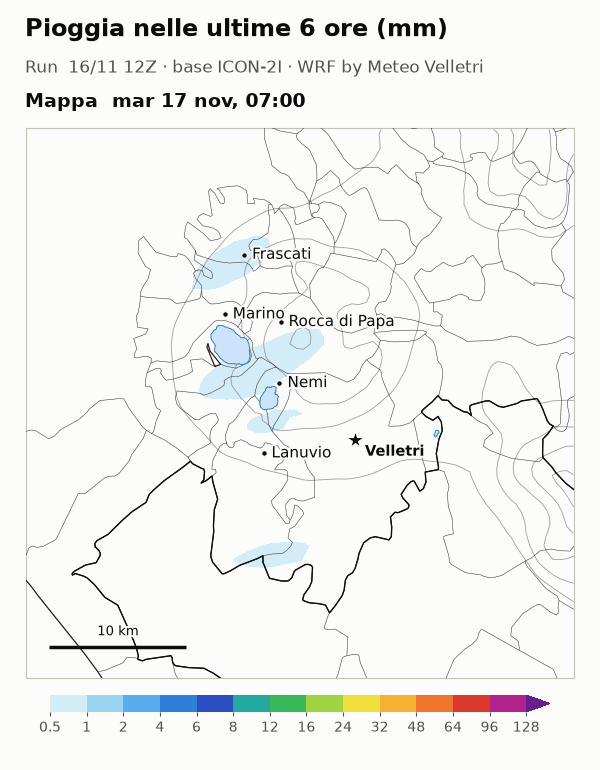 Pioggia nelle ultime 6 ore (mm)
Run  16/11 12Z · base ICON-2I · WRF by Meteo Velletri
Mappa  mar 17 nov, 07:00
Frascati
Marino
Rocca di Papa
Nemi
Velletri
Lanuvio
10 km
0.5 1 2 4 6 8 12 16 24 32 48 64 96 128